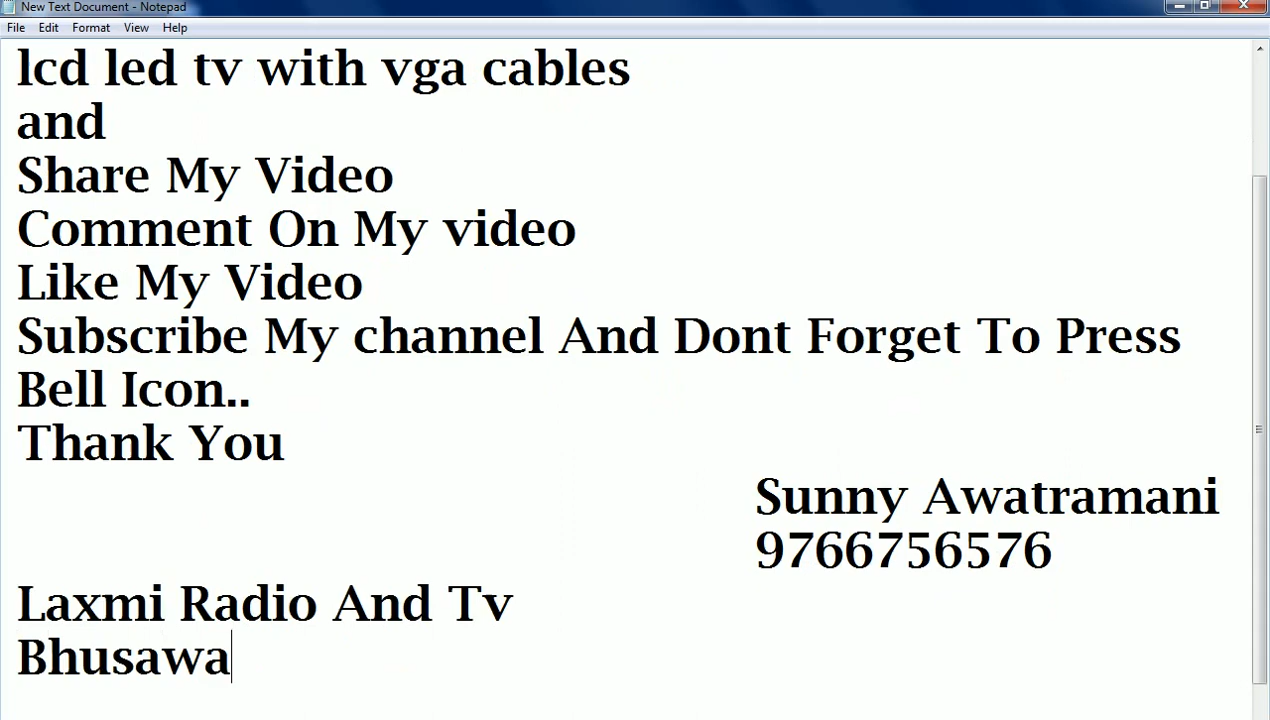 New Text Document - Notepad
File Edit Format View Help
lcd led tv with vga cables
and
Share My Video
Comment On My video
Like My Video
Subscribe My channel And Dont Forget To Press
Bell Icon..
Thank You
Sunny Awatramani
9766756576
Laxmi Radio And Tv
Bhusawa